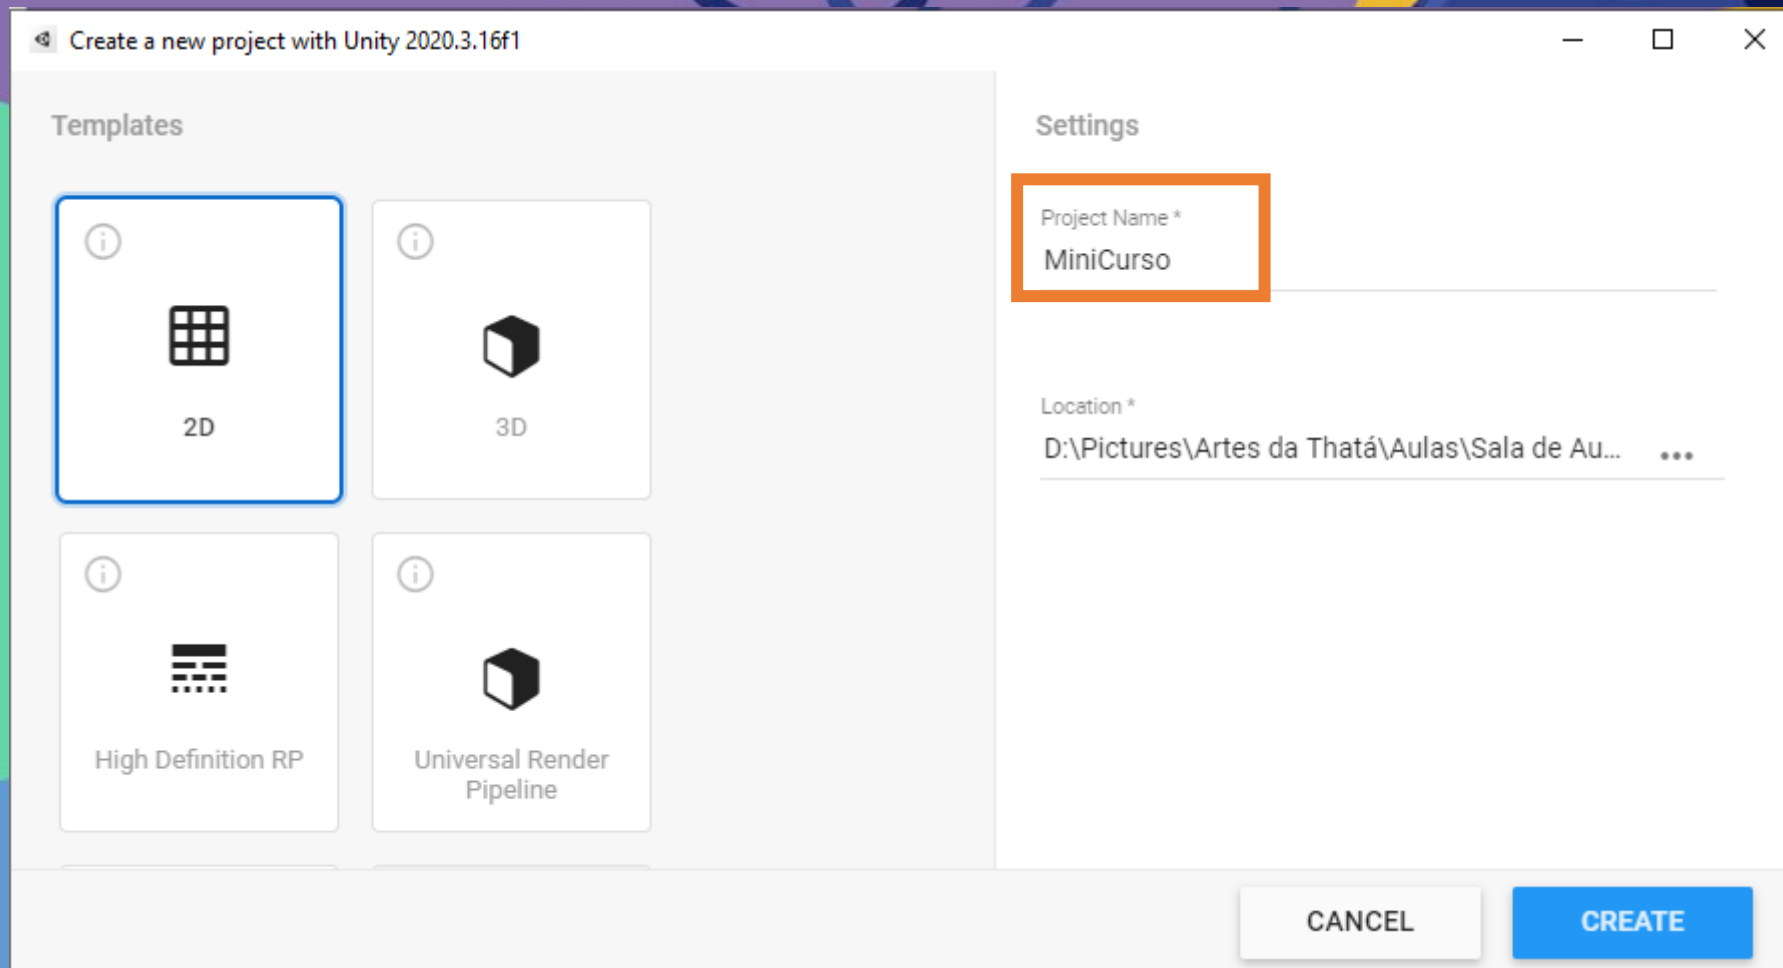 Create a new project with Unity 2020.3.16f1
Templates
2D
3D
High Definition RP
Universal Render
Pipeline
Settings
Project Name *
MiniCurso
Location *
D:\Pictures\Artes da Thatá\Aulas\Sala de Au...
CANCEL
CREATE